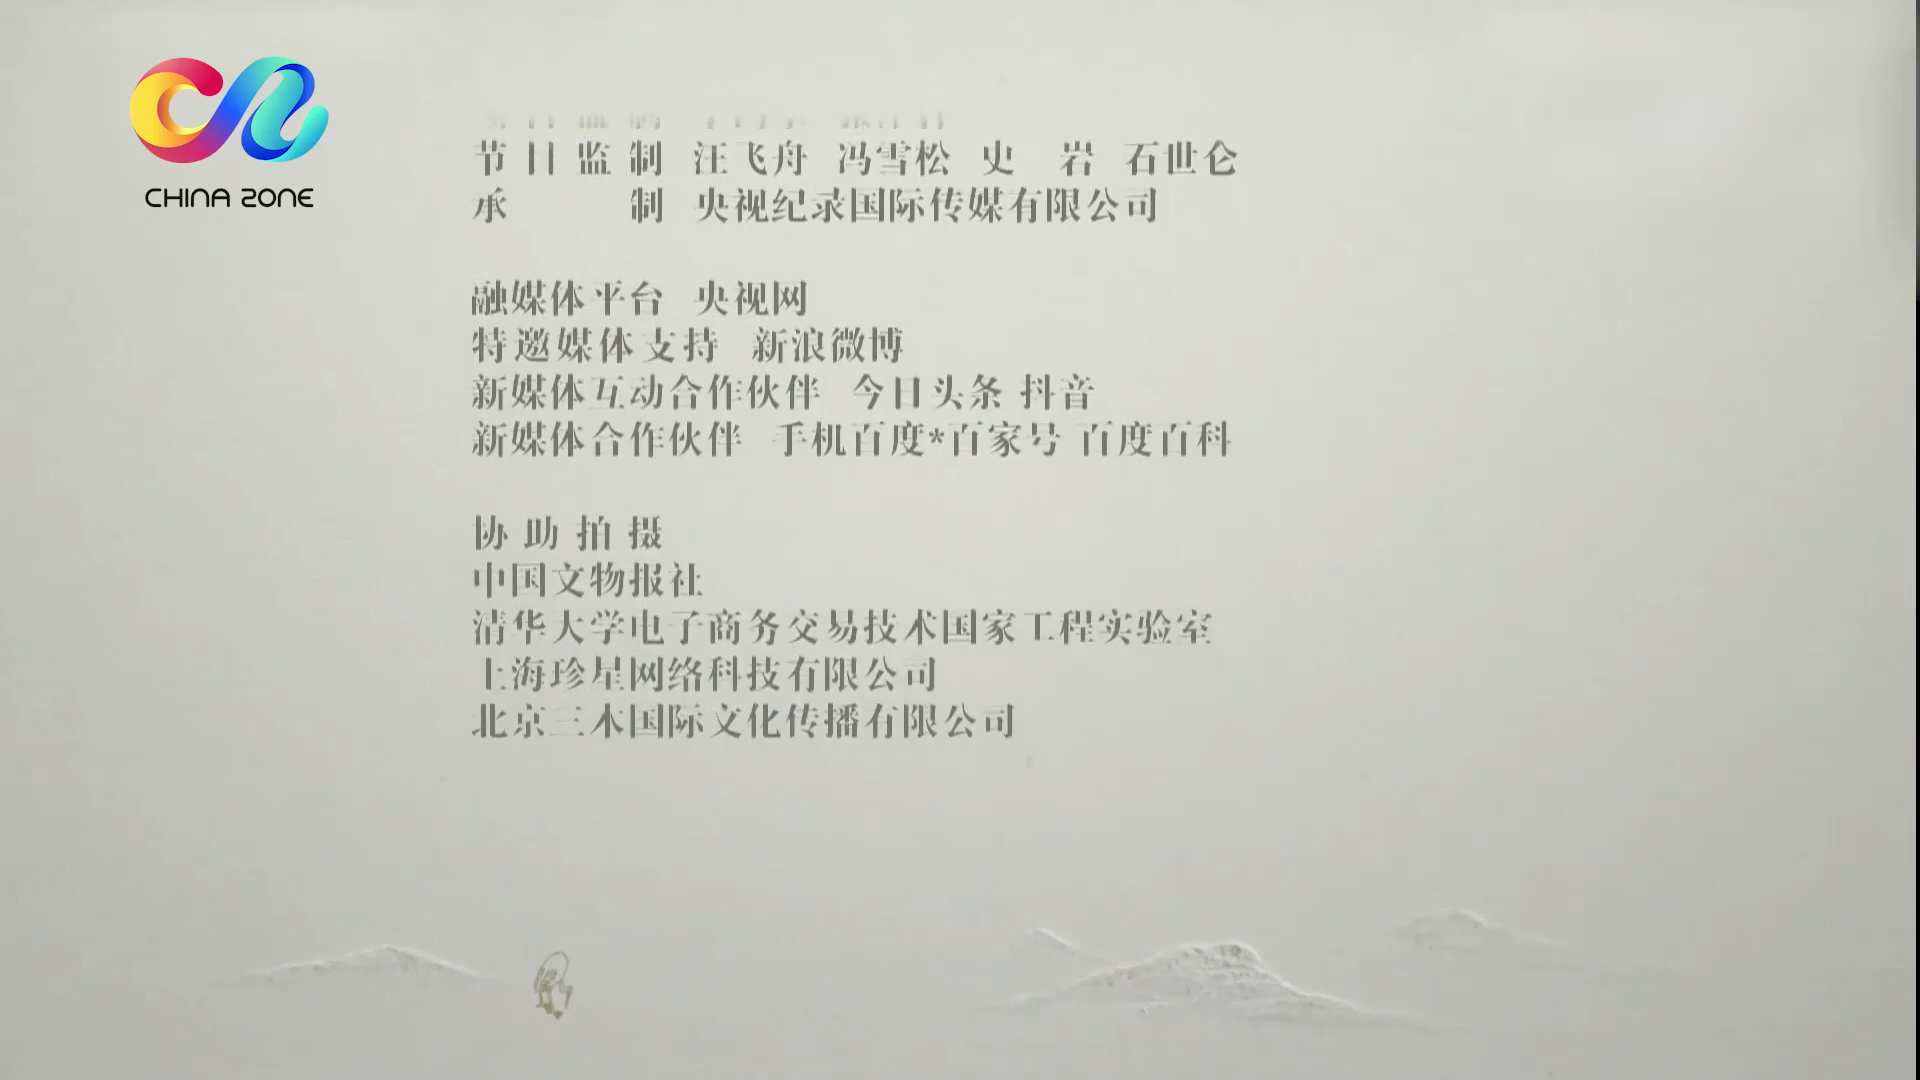 CHINA ZONE
节目监制 汪飞舟 冯雪松 史 岩 石世仑
承 制 央视纪录国际传媒有限公司
融媒体平台 央视网
特邀媒体支持 新浪微博
新媒体互动合作伙伴 今日头条 抖音
新媒体合作伙伴 手机百度*百家号 百度百科
协助拍摄
中国文物报社
清华大学电子商务交易技术国家工程实验室
上海珍星网络科技有限公司
北京三木国际文化传播有限公司